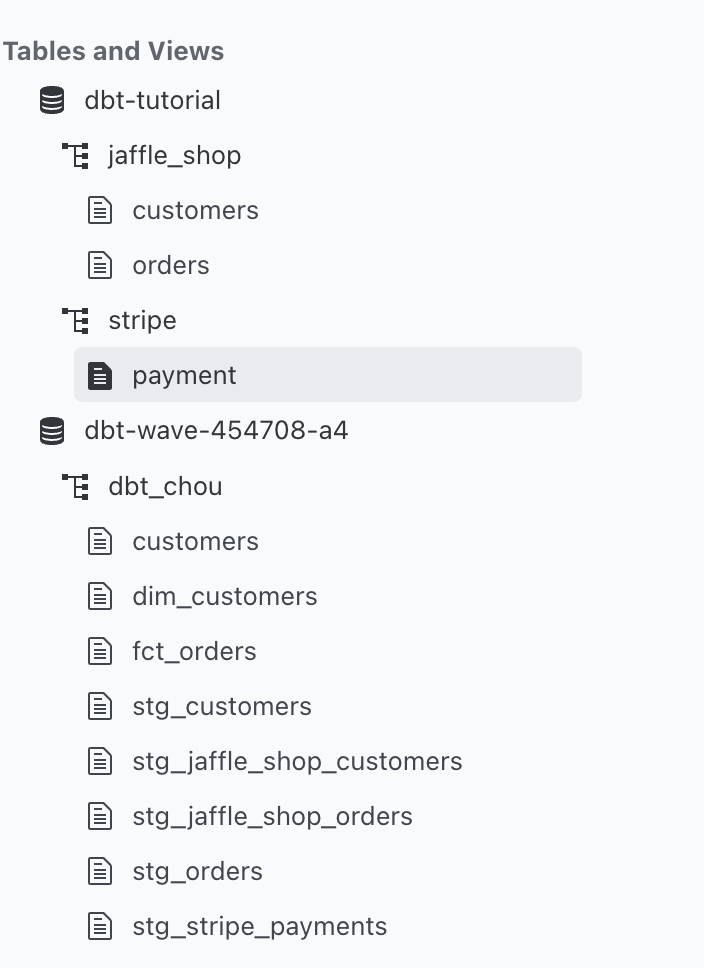 Tables and Views
dbt-tutorial
jaffle_shop
customers
orders
stripe
payment
dbt-wave-454708-a4
dbt_chou
customers
dim_customers
fct_orders
stg_customers
stg_jaffle_shop_customers
stg_jaffle_shop_orders
stg_orders
stg_stripe_payments